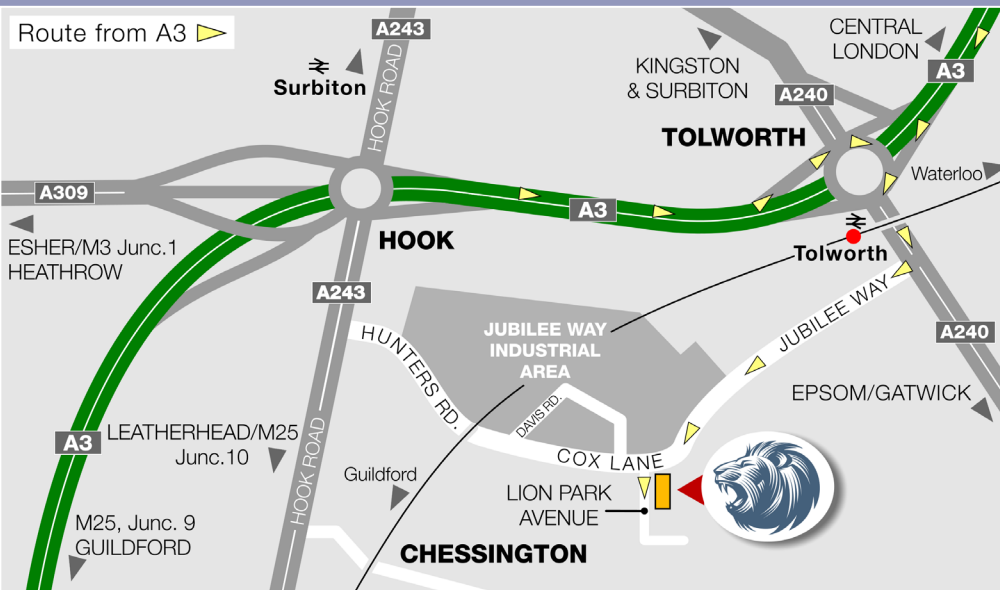 Route from A3
A243
HOOK ROAD
Surbiton
KINGSTON
& SURBITON
A240
CENTRAL
LONDON
A3
TOLWORTH
Waterloo
A309
ESHER/M3 Junc.1
HEATHROW
HOOK
A3
Tolworth
A243
HUNTERS RD.
JUBILEE WAY
INDUSTRIAL
AREA
JUBILEE WAY
A240
EPSOM/GATWICK
DAVIS RD.
COX LANE
A3
LEATHERHEAD/M25
Junc.10
HOOK ROAD
Guildford
LION PARK
AVENUE
M25, Junc. 9
GUILDFORD
CHESSINGTON